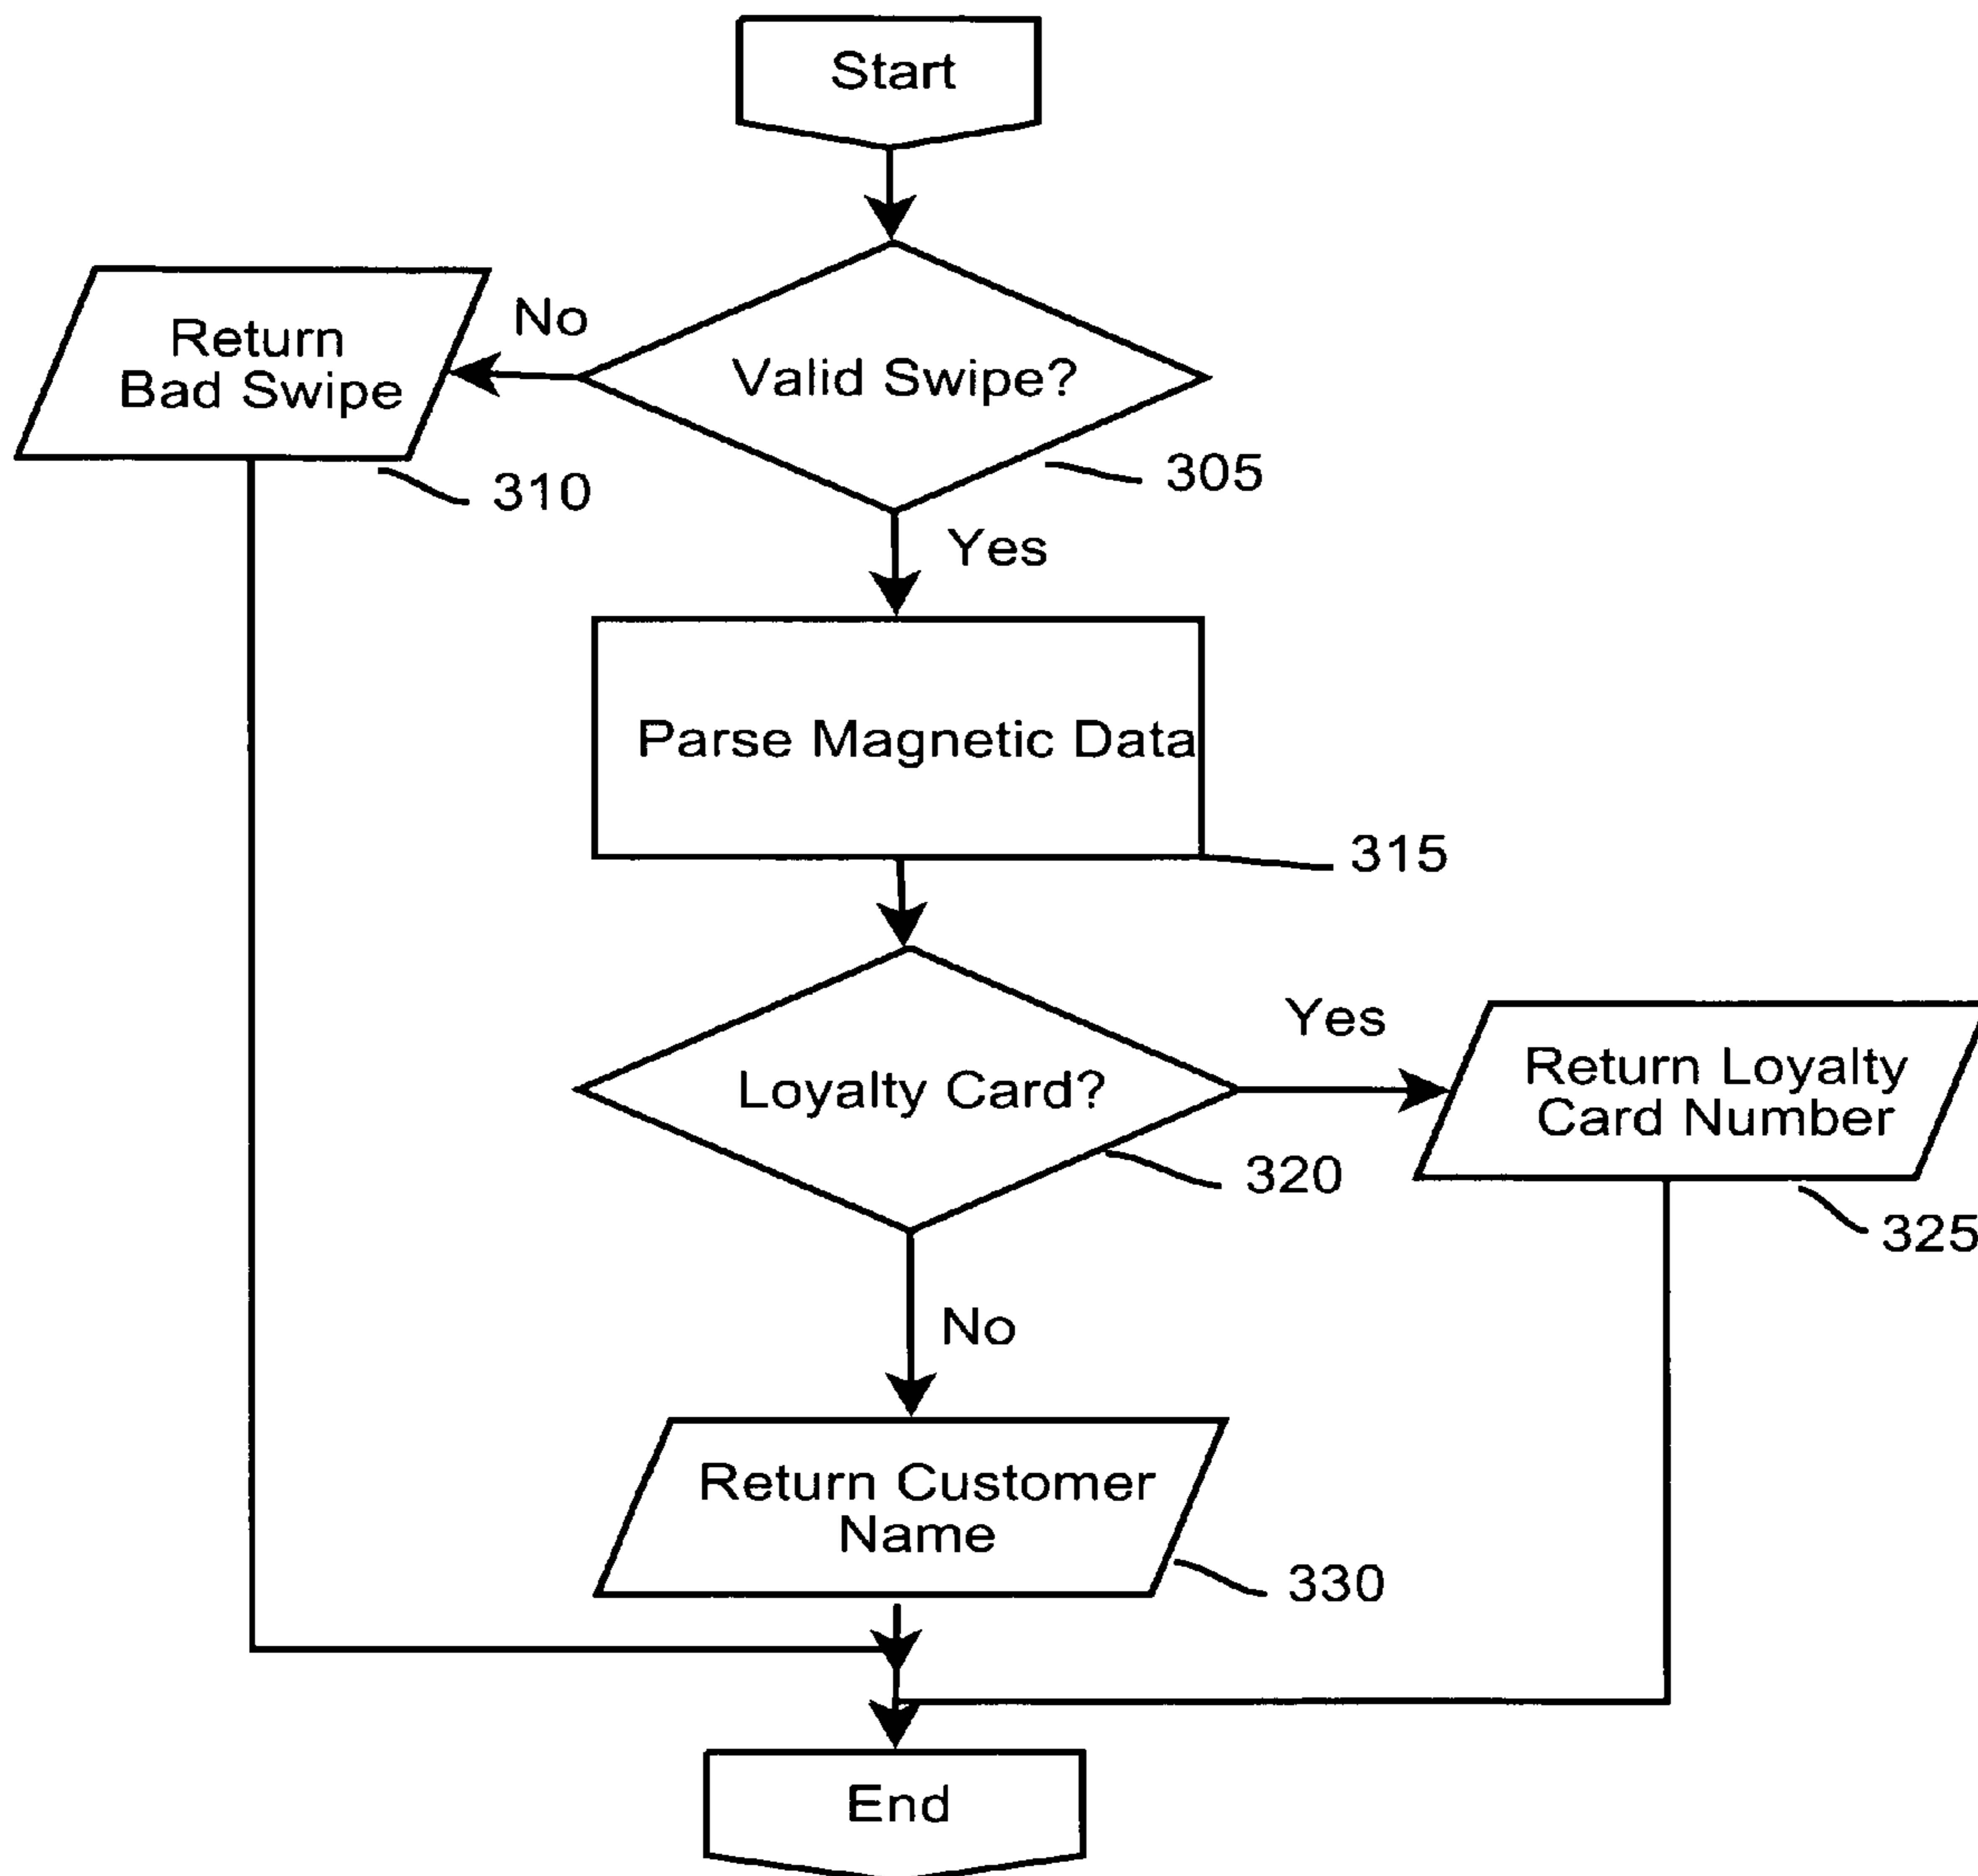 Start
No
Return
Bad Swipe
Valid Swipe?
305
310
Yes
Parse Magnetic Data
315
Yes
Loyalty Card?
Return Loyalty
Card Number
320
325
No
Return Customer
Name
330
End